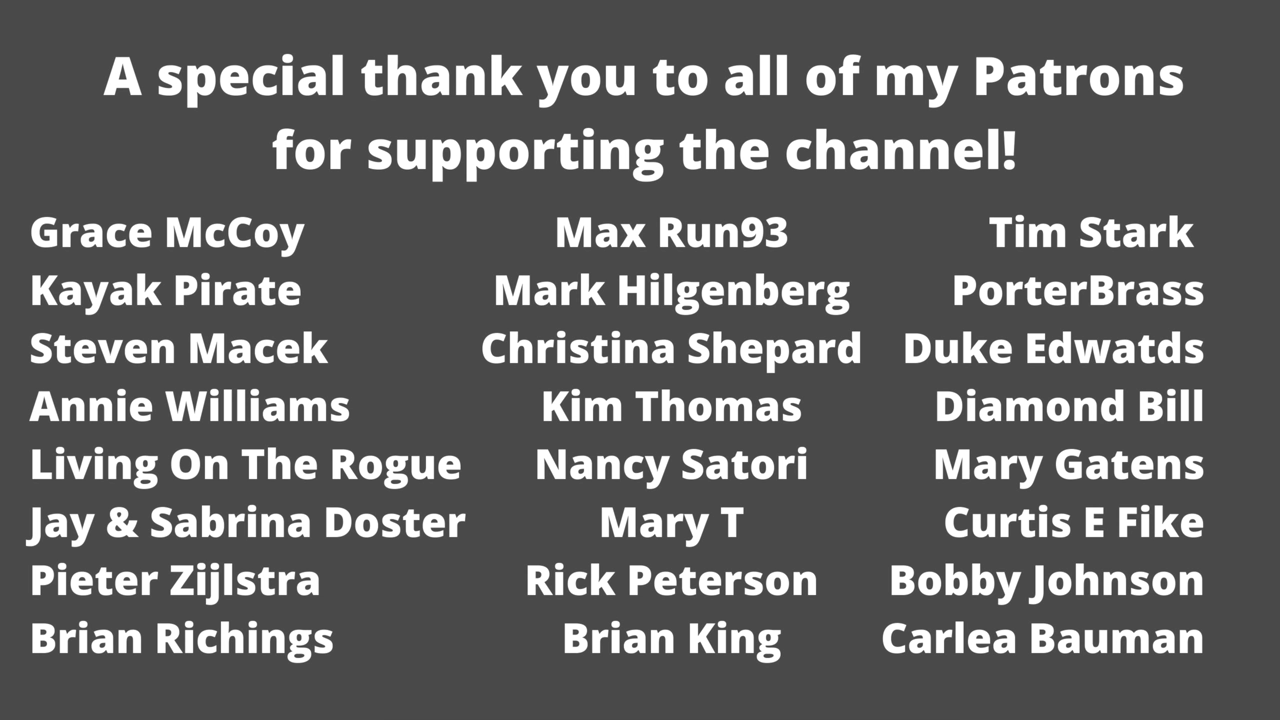 A special thank you to all of my Patrons
for supporting the channel!
Grace McCoy
Kayak Pirate
Steven Macek
Annie Williams
Living On The Rogue
Jay & Sabrina Doster
Pieter Zijlstra
Brian Richings
Max Run93
Mark Hilgenberg
Christina Shepard
Kim Thomas
Nancy Satori
Mary T
Rick Peterson
Brian King
Tim Stark
PorterBrass
Duke Edwatds
Diamond Bill
Mary Gatens
Curtis E Fike
Bobby Johnson
Carlea Bauman